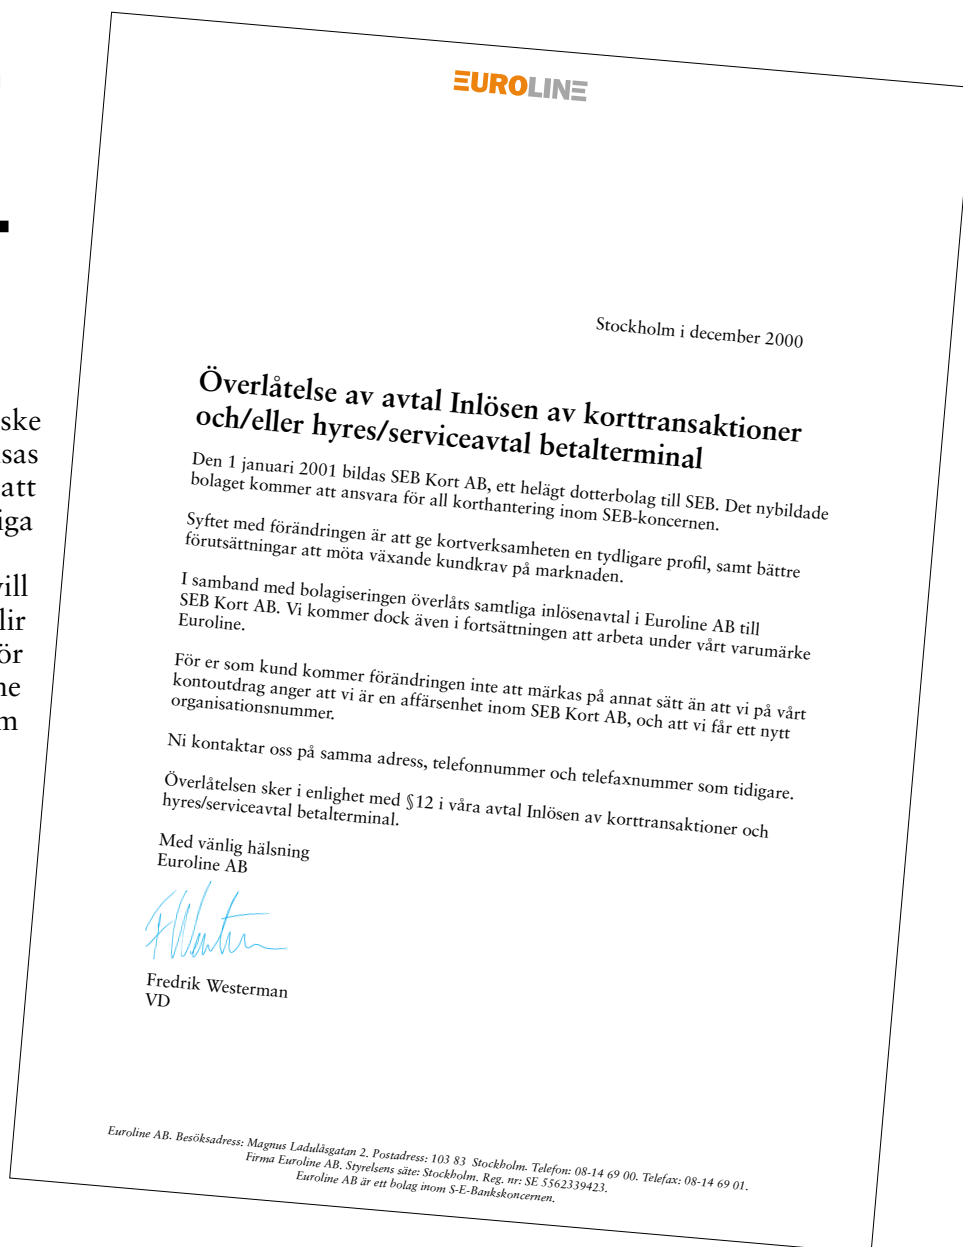 ske
sas
att
iga
vill
lir
ör
ne
m
EUROLINE
Stockholm i december 2000
Överlåtelse av avtal Inlösen av korttransaktioner
och/eller hyres/serviceavtal betalterminal
Den 1 januari 2001 bildas SEB Kort AB, ett helägt dotterbolag till SEB. Det nybildade
bolaget kommer att ansvara för all korthantering inom SEB-koncernen.
Syftet med förändringen är att ge kortverksamheten en tydligare profil, samt bättre
förutsättningar att möta växande kundkrav på marknaden.
I samband med bolagiseringen överlåts samtliga inlösenavtal i Euroline AB till
SEB Kort AB. Vi kommer dock även i fortsättningen att arbeta under vårt varumärke
Euroline.
För er som kund kommer förändringen inte att märkas på annat sätt än att vi på vårt
kontoutdrag anger att vi är en affärsenhet inom SEB Kort AB, och att vi får ett nytt
organisationsnummer.
Ni kontaktar oss på samma adress, telefonnummer och telefaxnummer som tidigare.
Överlåtelsen sker i enlighet med §12 i våra avtal Inlösen av korttransaktioner och
hyres/serviceavtal betalterminal.
Med vänlig hälsning
Euroline AB
Fredrik Westerman
VD
Euroline AB. Besöksadress: Magnus Ladulåsgatan 2. Postadress: 103 83 Stockholm. Telefon: 08-14 69 00. Telefax: 08-14 69 01.
Firma Euroline AB. Styrelsens säte: Stockholm. Reg. nr: SE 5562339423.
Euroline AB är ett bolag inom S-E-Bankskoncernen.